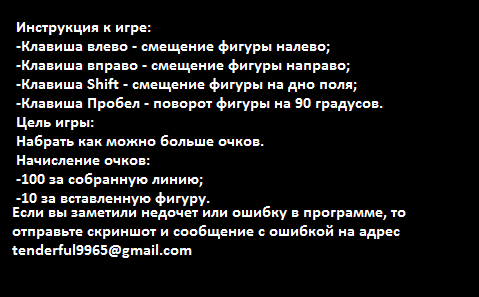 Инструкция к игре:
-Клавиша влево - смещение фигуры налево;
-Клавиша вправо - смещение фигуры направо;
-Клавиша Shift - смещение фигуры на дно поля;
-Клавиша Пробел - поворот фигуры на 90 градусов.
Цель игры:
Набрать как можно больше очков.
Начисление очков:
-100 за собранную линию;
-10 за вставленную фигуру.
Если вы заметили недочет или ошибку в программе, то
отправьте скриншот и сообщение с ошибкой на адрес
tenderful9965@gmail.com